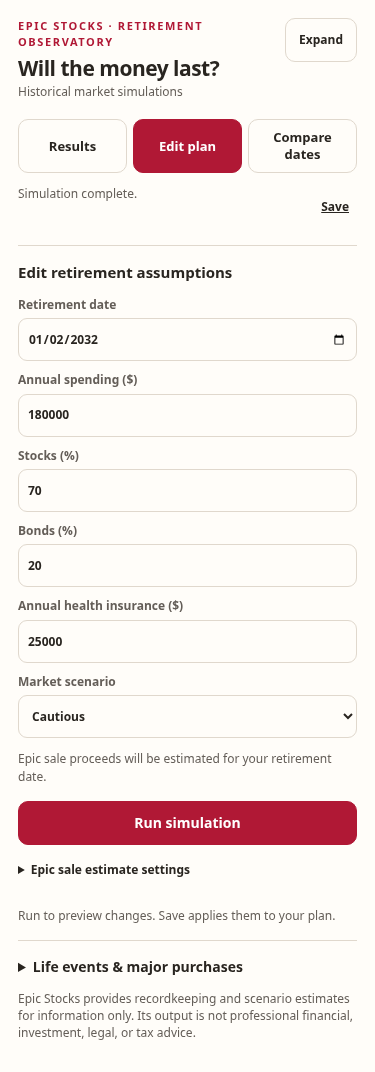 EPIC STOCKS · RETIREMENT
OBSERVATORY
Will the money last?
Historical market simulations
Expand
Results
Edit plan
Compare
dates
Simulation complete.
Save
Edit retirement assumptions
Retirement date
01/02/2032
Annual spending ($)
180000
Stocks (%)
70
Bonds (%)
20
Annual health insurance ($)
25000
Market scenario
Cautious
Epic sale proceeds will be estimated for your retirement
date.
Run simulation
Epic sale estimate settings
Run to preview changes. Save applies them to your plan.
Life events & major purchases
Epic Stocks provides recordkeeping and scenario estimates
for information only. Its output is not professional financial,
investment, legal, or tax advice.